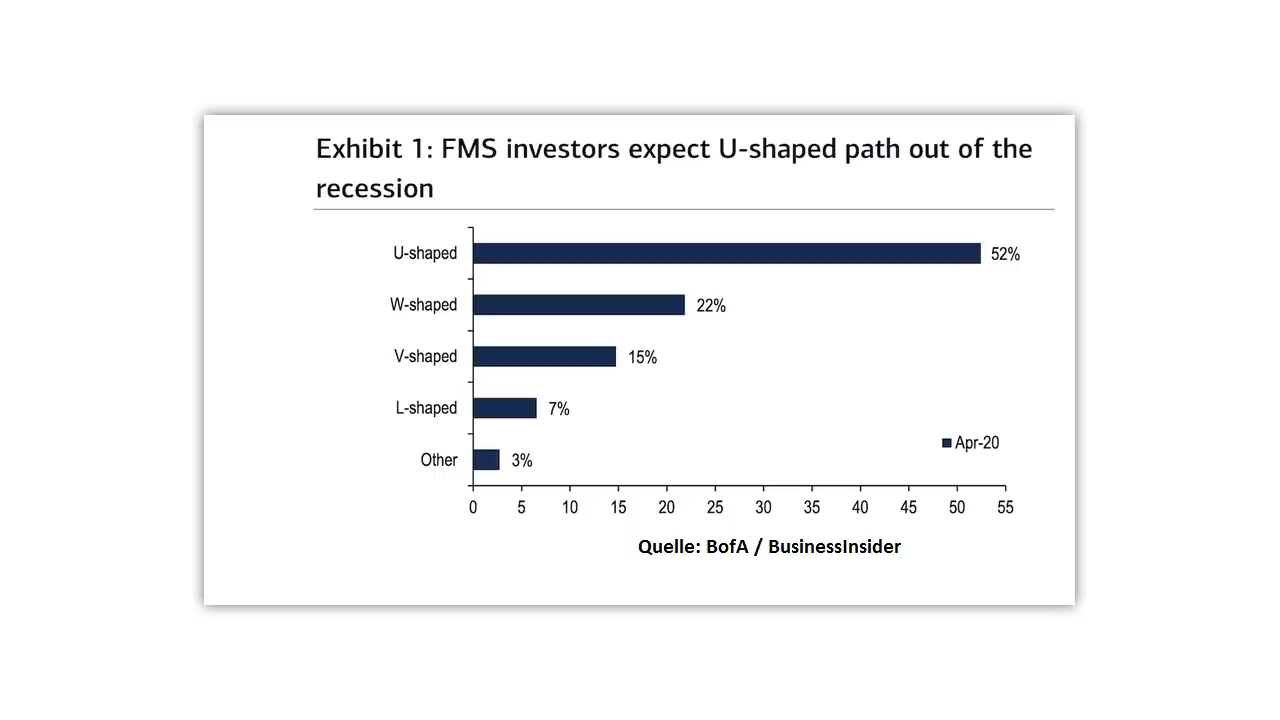 Exhibit 1: FMS investors expect U-shaped path out of the
recession
U-shaped 52%
W-shaped 22%
V-shaped 15%
L-shaped 7%
Apr-20
Other 3%
0 5 10 15 20 25 30 35 40 45 50 55
Quelle: BofA / BusinessInsider